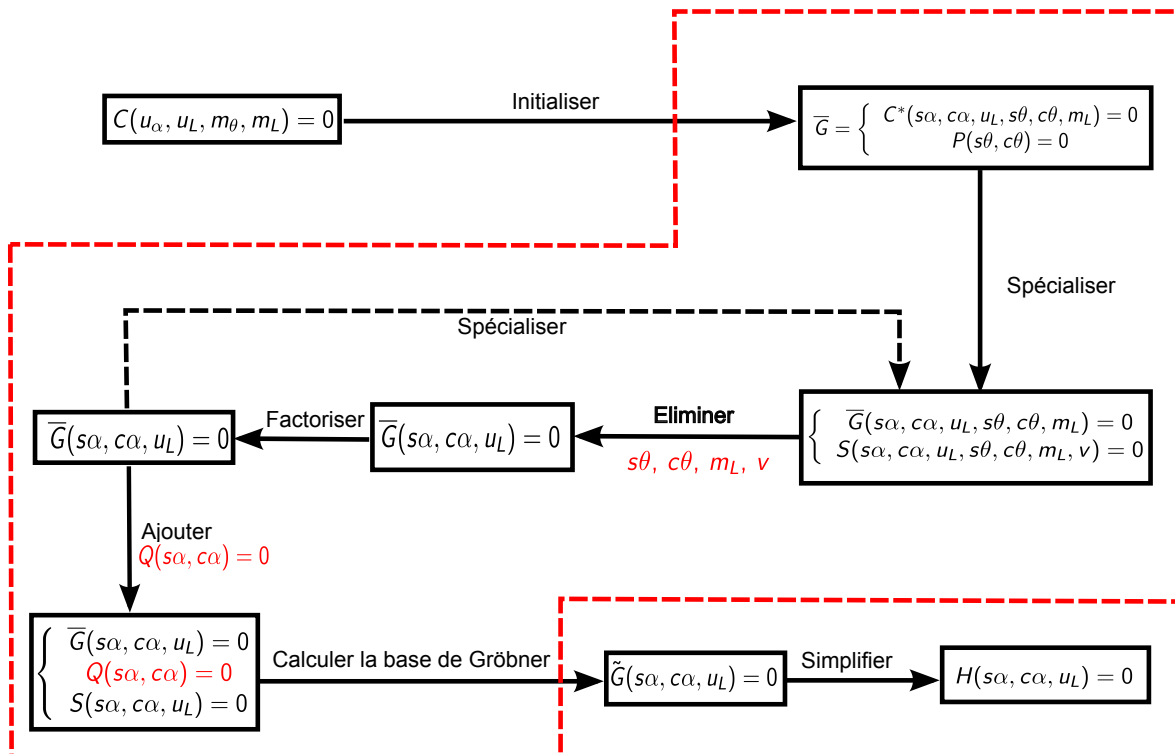 C(u_α, u_L, m_θ, m_L) = 0
Initialiser
G̅ = { C*(sα, cα, u_L, sθ, cθ, m_L) = 0
P(sθ, cθ) = 0
Spécialiser
Spécialiser
G̅(sα, cα, u_L) = 0
Factoriser
G̅(sα, cα, u_L) = 0
Eliminer
sθ, cθ, m_L, v
{ G̅(sα, cα, u_L, sθ, cθ, m_L) = 0
S(sα, cα, u_L, sθ, cθ, m_L, v) = 0
Ajouter
Q(sα, cα) = 0
{ G̅(sα, cα, u_L) = 0
Q(sα, cα) = 0
S(sα, cα, u_L) = 0
Calculer la base de Gröbner
G̃(sα, cα, u_L) = 0
Simplifier
H(sα, cα, u_L) = 0